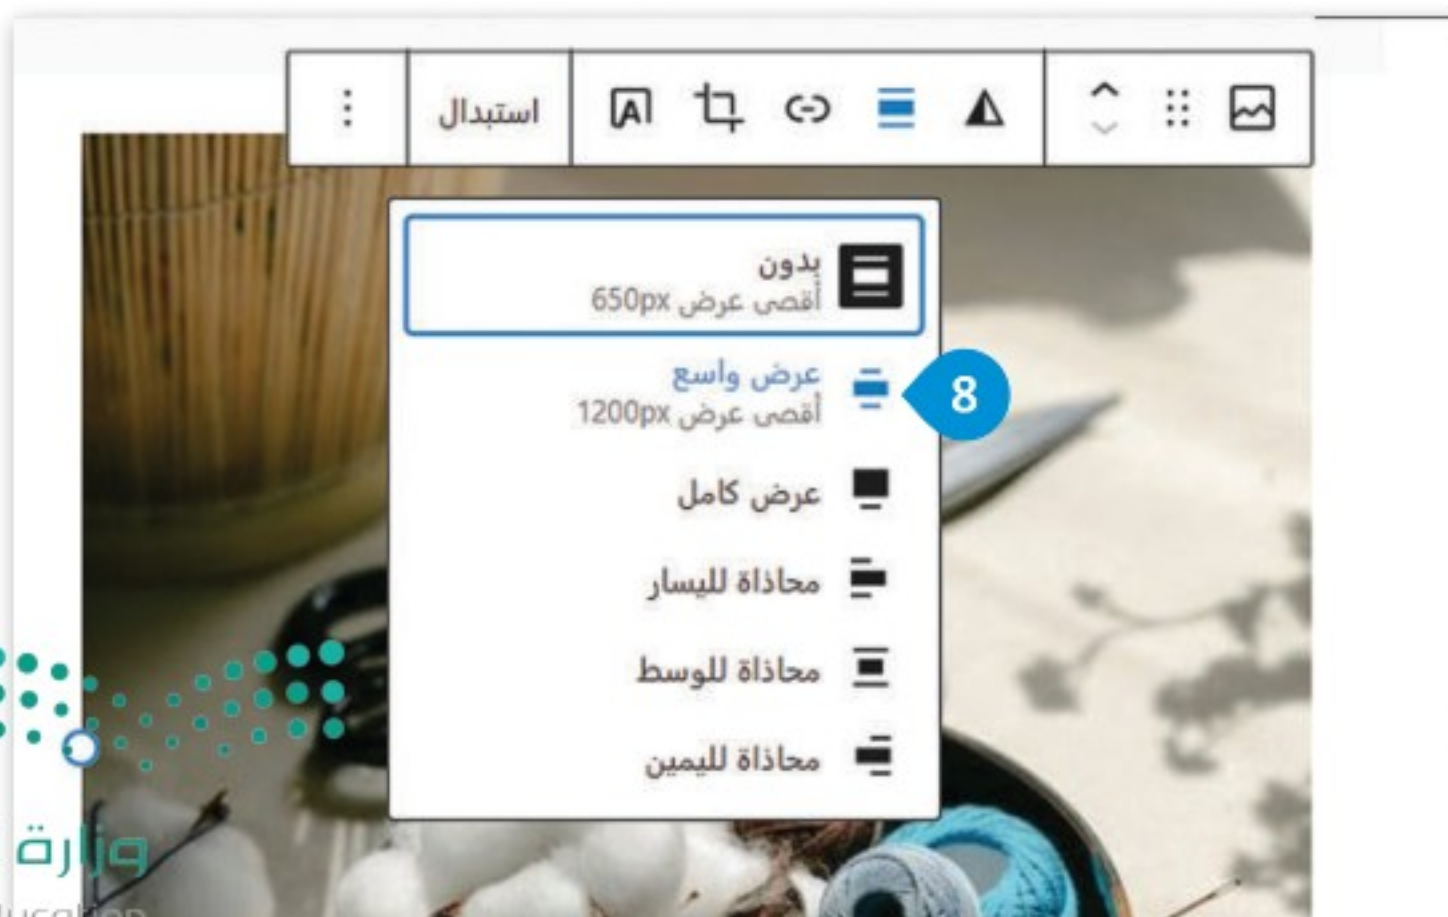 استبدال
بدون
أقصى عرض 650px
عرض واسع
أقصى عرض 1200px
8
عرض كامل
محاذاة لليسار
محاذاة للوسط
محاذاة لليمين
وزارة